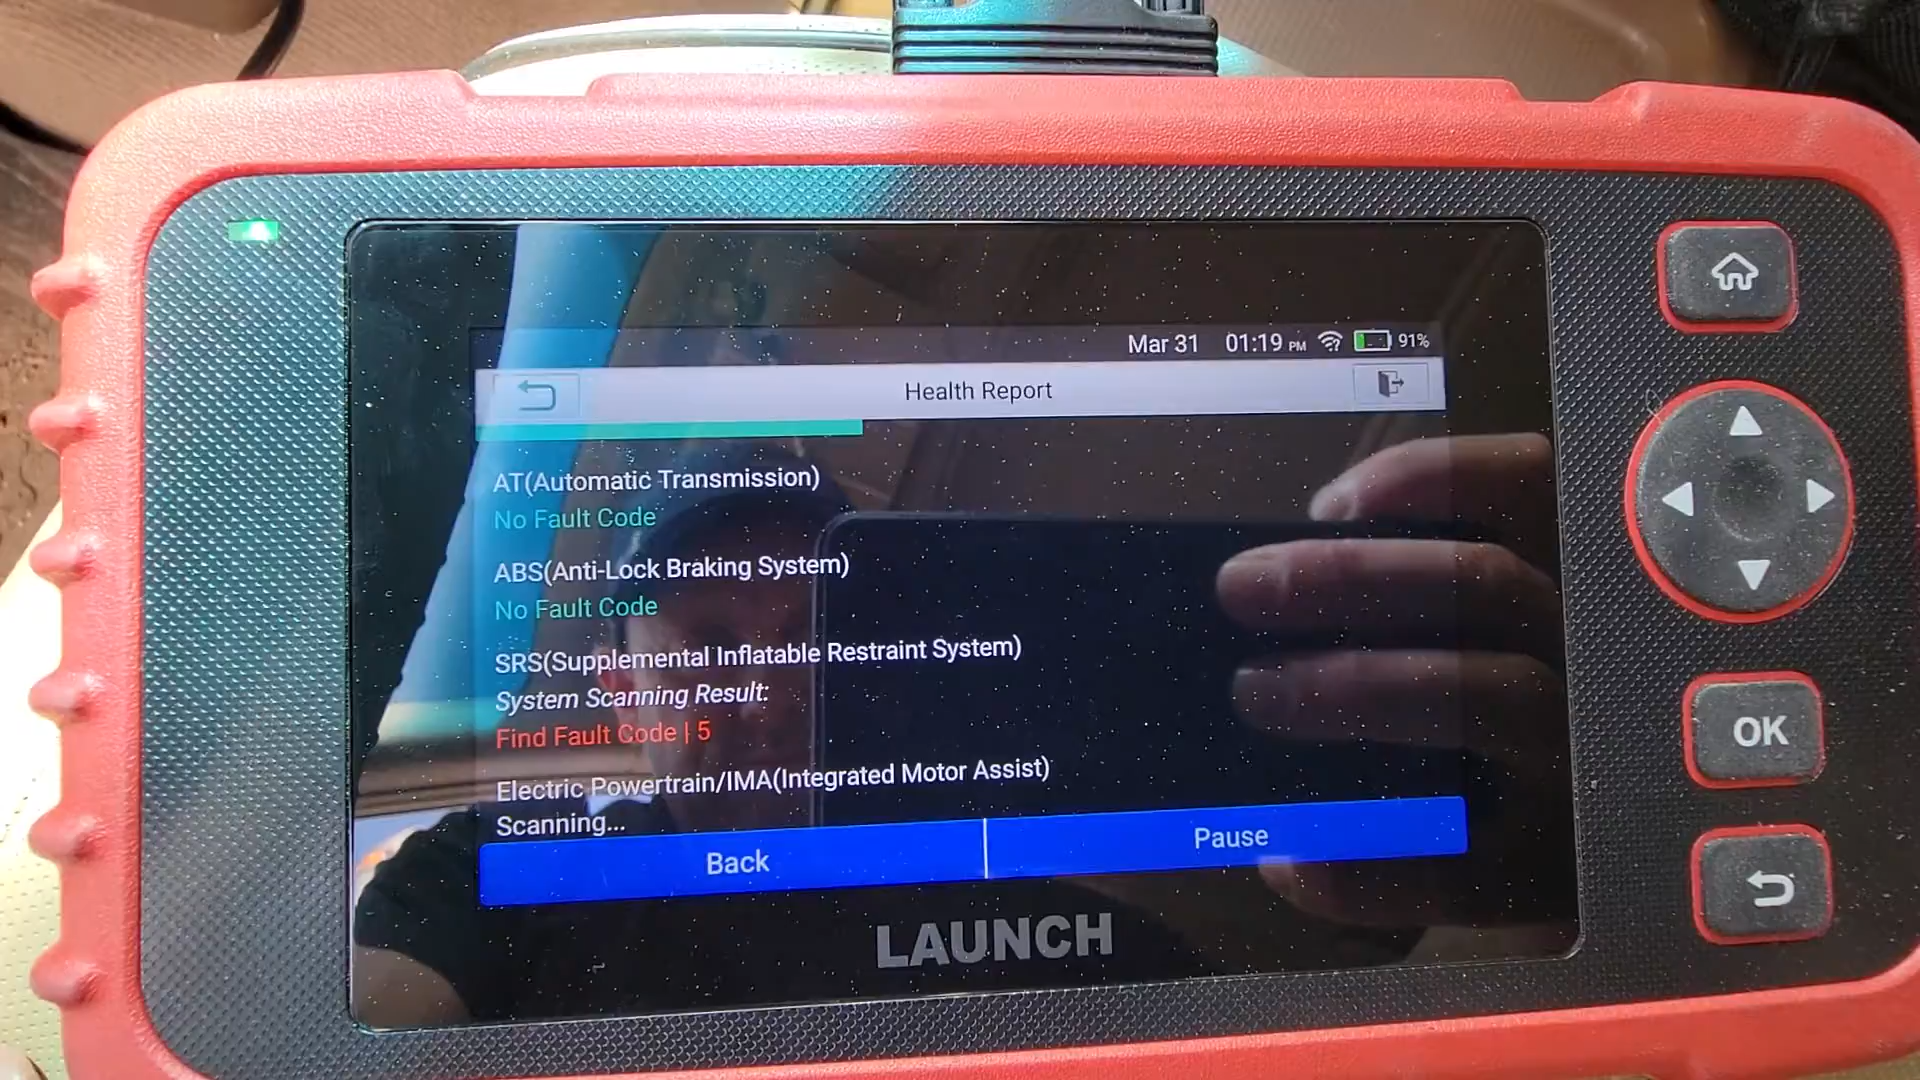 Mar 31 01:19 PM 91%
Health Report
AT(Automatic Transmission)
No Fault Code
ABS(Anti-Lock Braking System)
No Fault Code
SRS(Supplemental Inflatable Restraint System)
System Scanning Result:
Find Fault Code | 5
Electric Powertrain/IMA(Integrated Motor Assist)
Scanning...
Back Pause
LAUNCH
OK